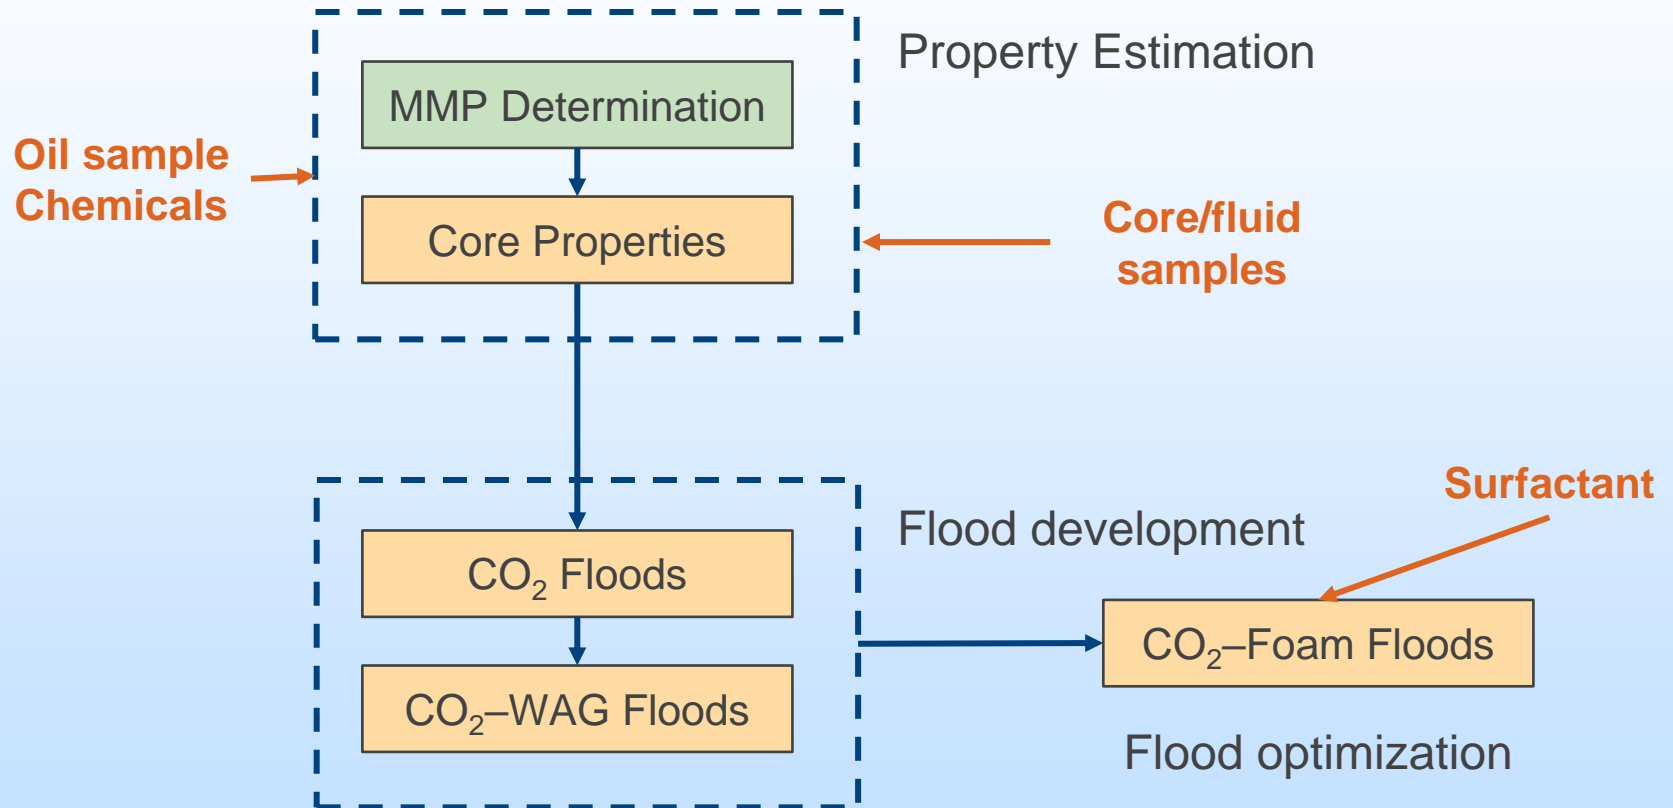 Property Estimation
MMP Determination
Oil sample
Chemicals
Core Properties
Core/fluid
samples
Surfactant
Flood development
CO₂ Floods
CO₂–Foam Floods
CO₂–WAG Floods
Flood optimization